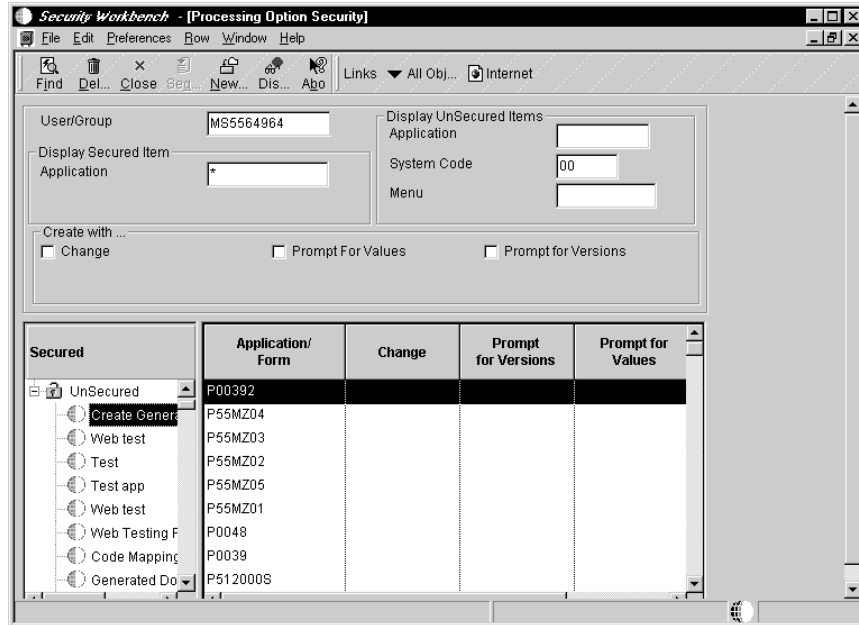 Security Workbench - [Processing Option Security]
File Edit Preferences Row Window Help
Find Del... Close Seq... New... Dis... Abo Links All Obj... Internet
User/Group MS5564964
Display UnSecured Items
Application
Display Secured Item
Application *
System Code 00
Menu
Create with ...
Change Prompt For Values Prompt for Versions
Secured
Application/
Form
Change
Prompt
for Versions
Prompt for
Values
UnSecured P00392
Create Genera P55MZ04
Web test P55MZ03
Test P55MZ02
Test app P55MZ05
Web test P55MZ01
Web Testing F P0048
Code Mapping P0039
Generated Do P512000S